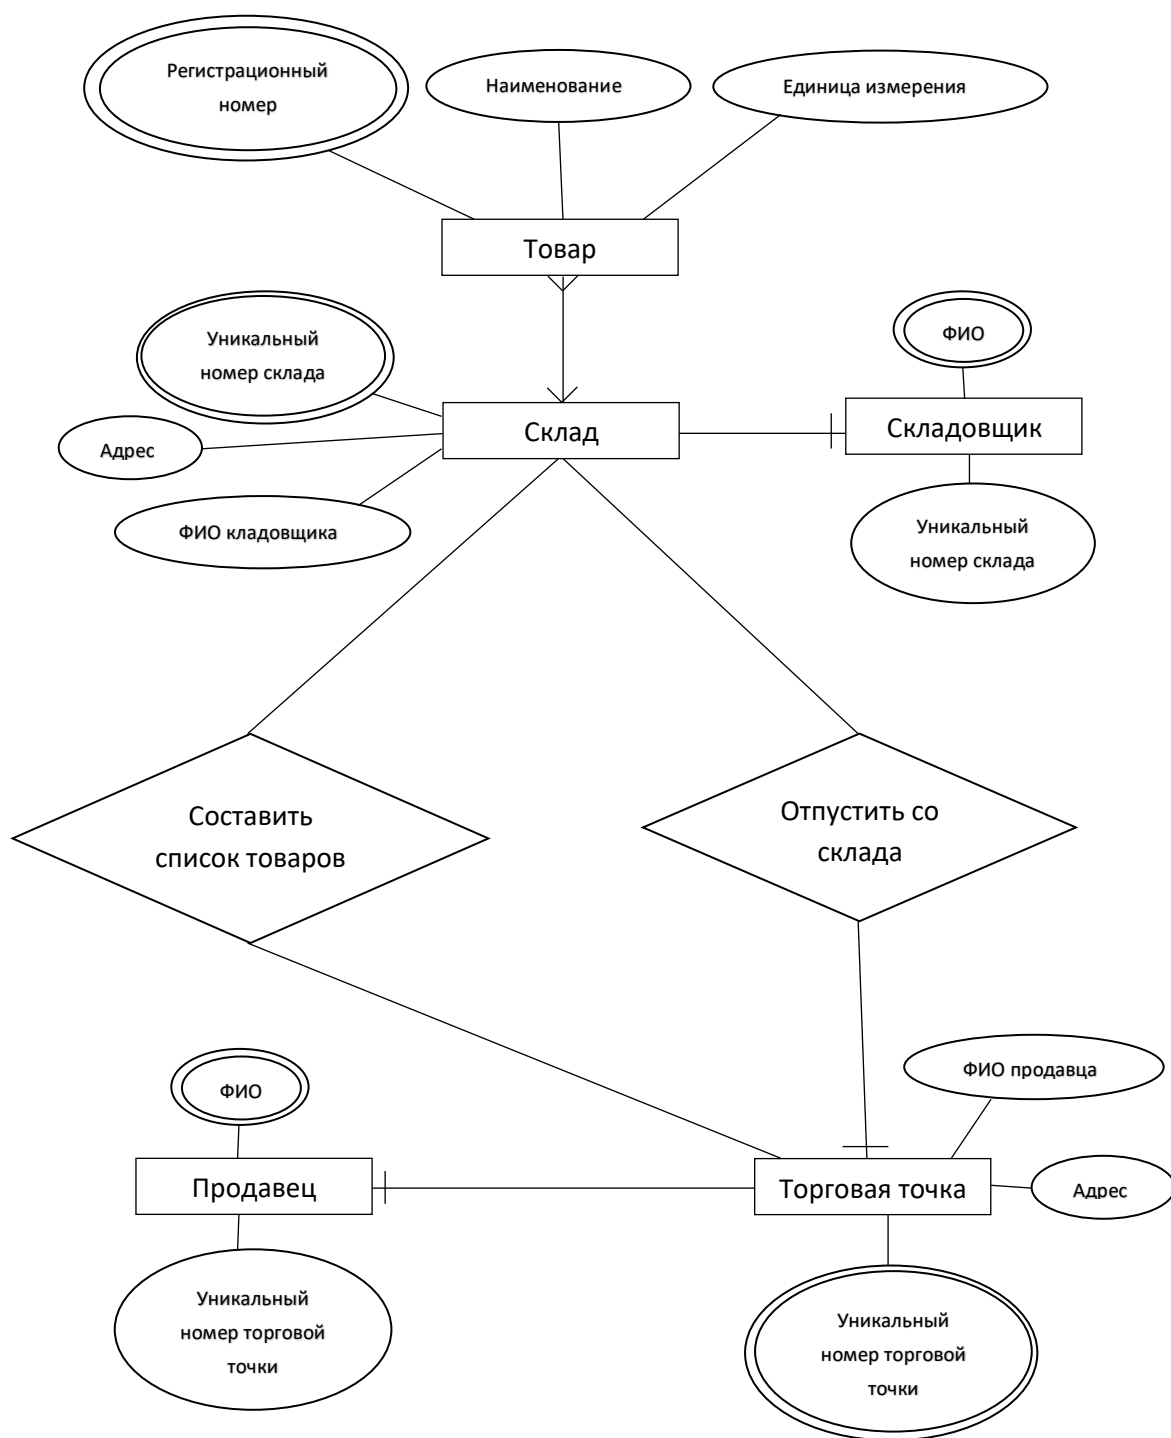 Регистрационный
номер
Наименование
Единица измерения
Товар
Уникальный
номер склада
ФИО
Адрес
Склад
Складовщик
ФИО кладовщика
Уникальный
номер склада
Составить
список товаров
Отпустить со
склада
ФИО
ФИО продавца
Продавец
Торговая точка
Адрес
Уникальный
номер торговой
точки
Уникальный
номер торговой
точки